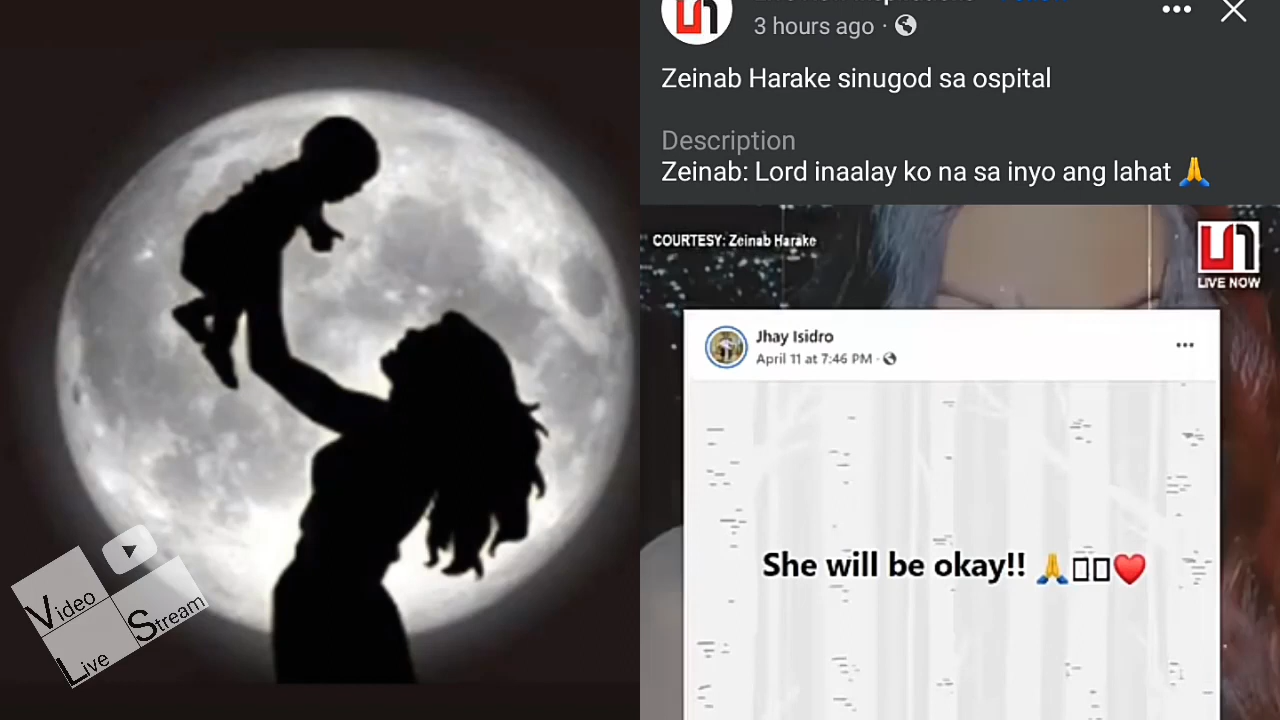 Video
Live
Stream
3 hours ago ·
Zeinab Harake sinugod sa ospital
Description
Zeinab: Lord inaalay ko na sa inyo ang lahat 🙏
COURTESY: Zeinab Harake
LIVE NOW
Jhay Isidro
April 11 at 7:46 PM ·
She will be okay!! 🙏▯▯❤️